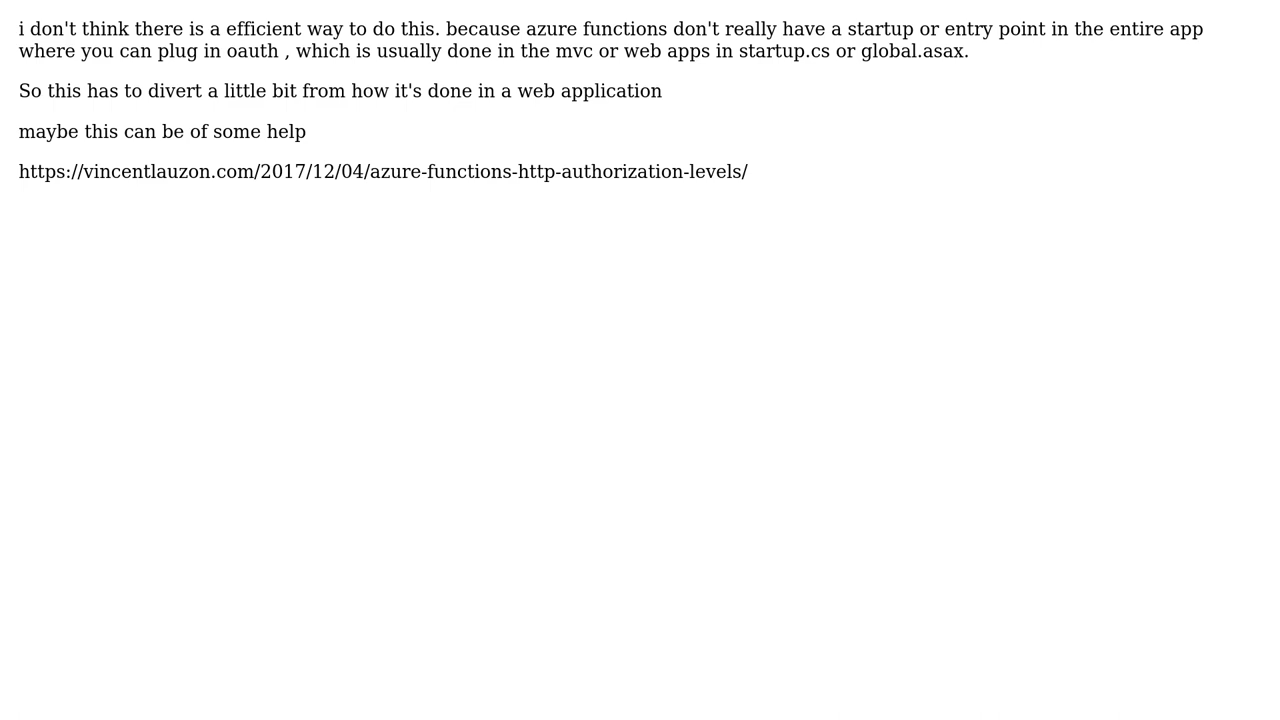 i don't think there is a efficient way to do this. because azure functions don't really have a startup or entry point in the entire app
where you can plug in oauth , which is usually done in the mvc or web apps in startup.cs or global.asax.
So this has to divert a little bit from how it's done in a web application
maybe this can be of some help
https://vincentlauzon.com/2017/12/04/azure-functions-http-authorization-levels/